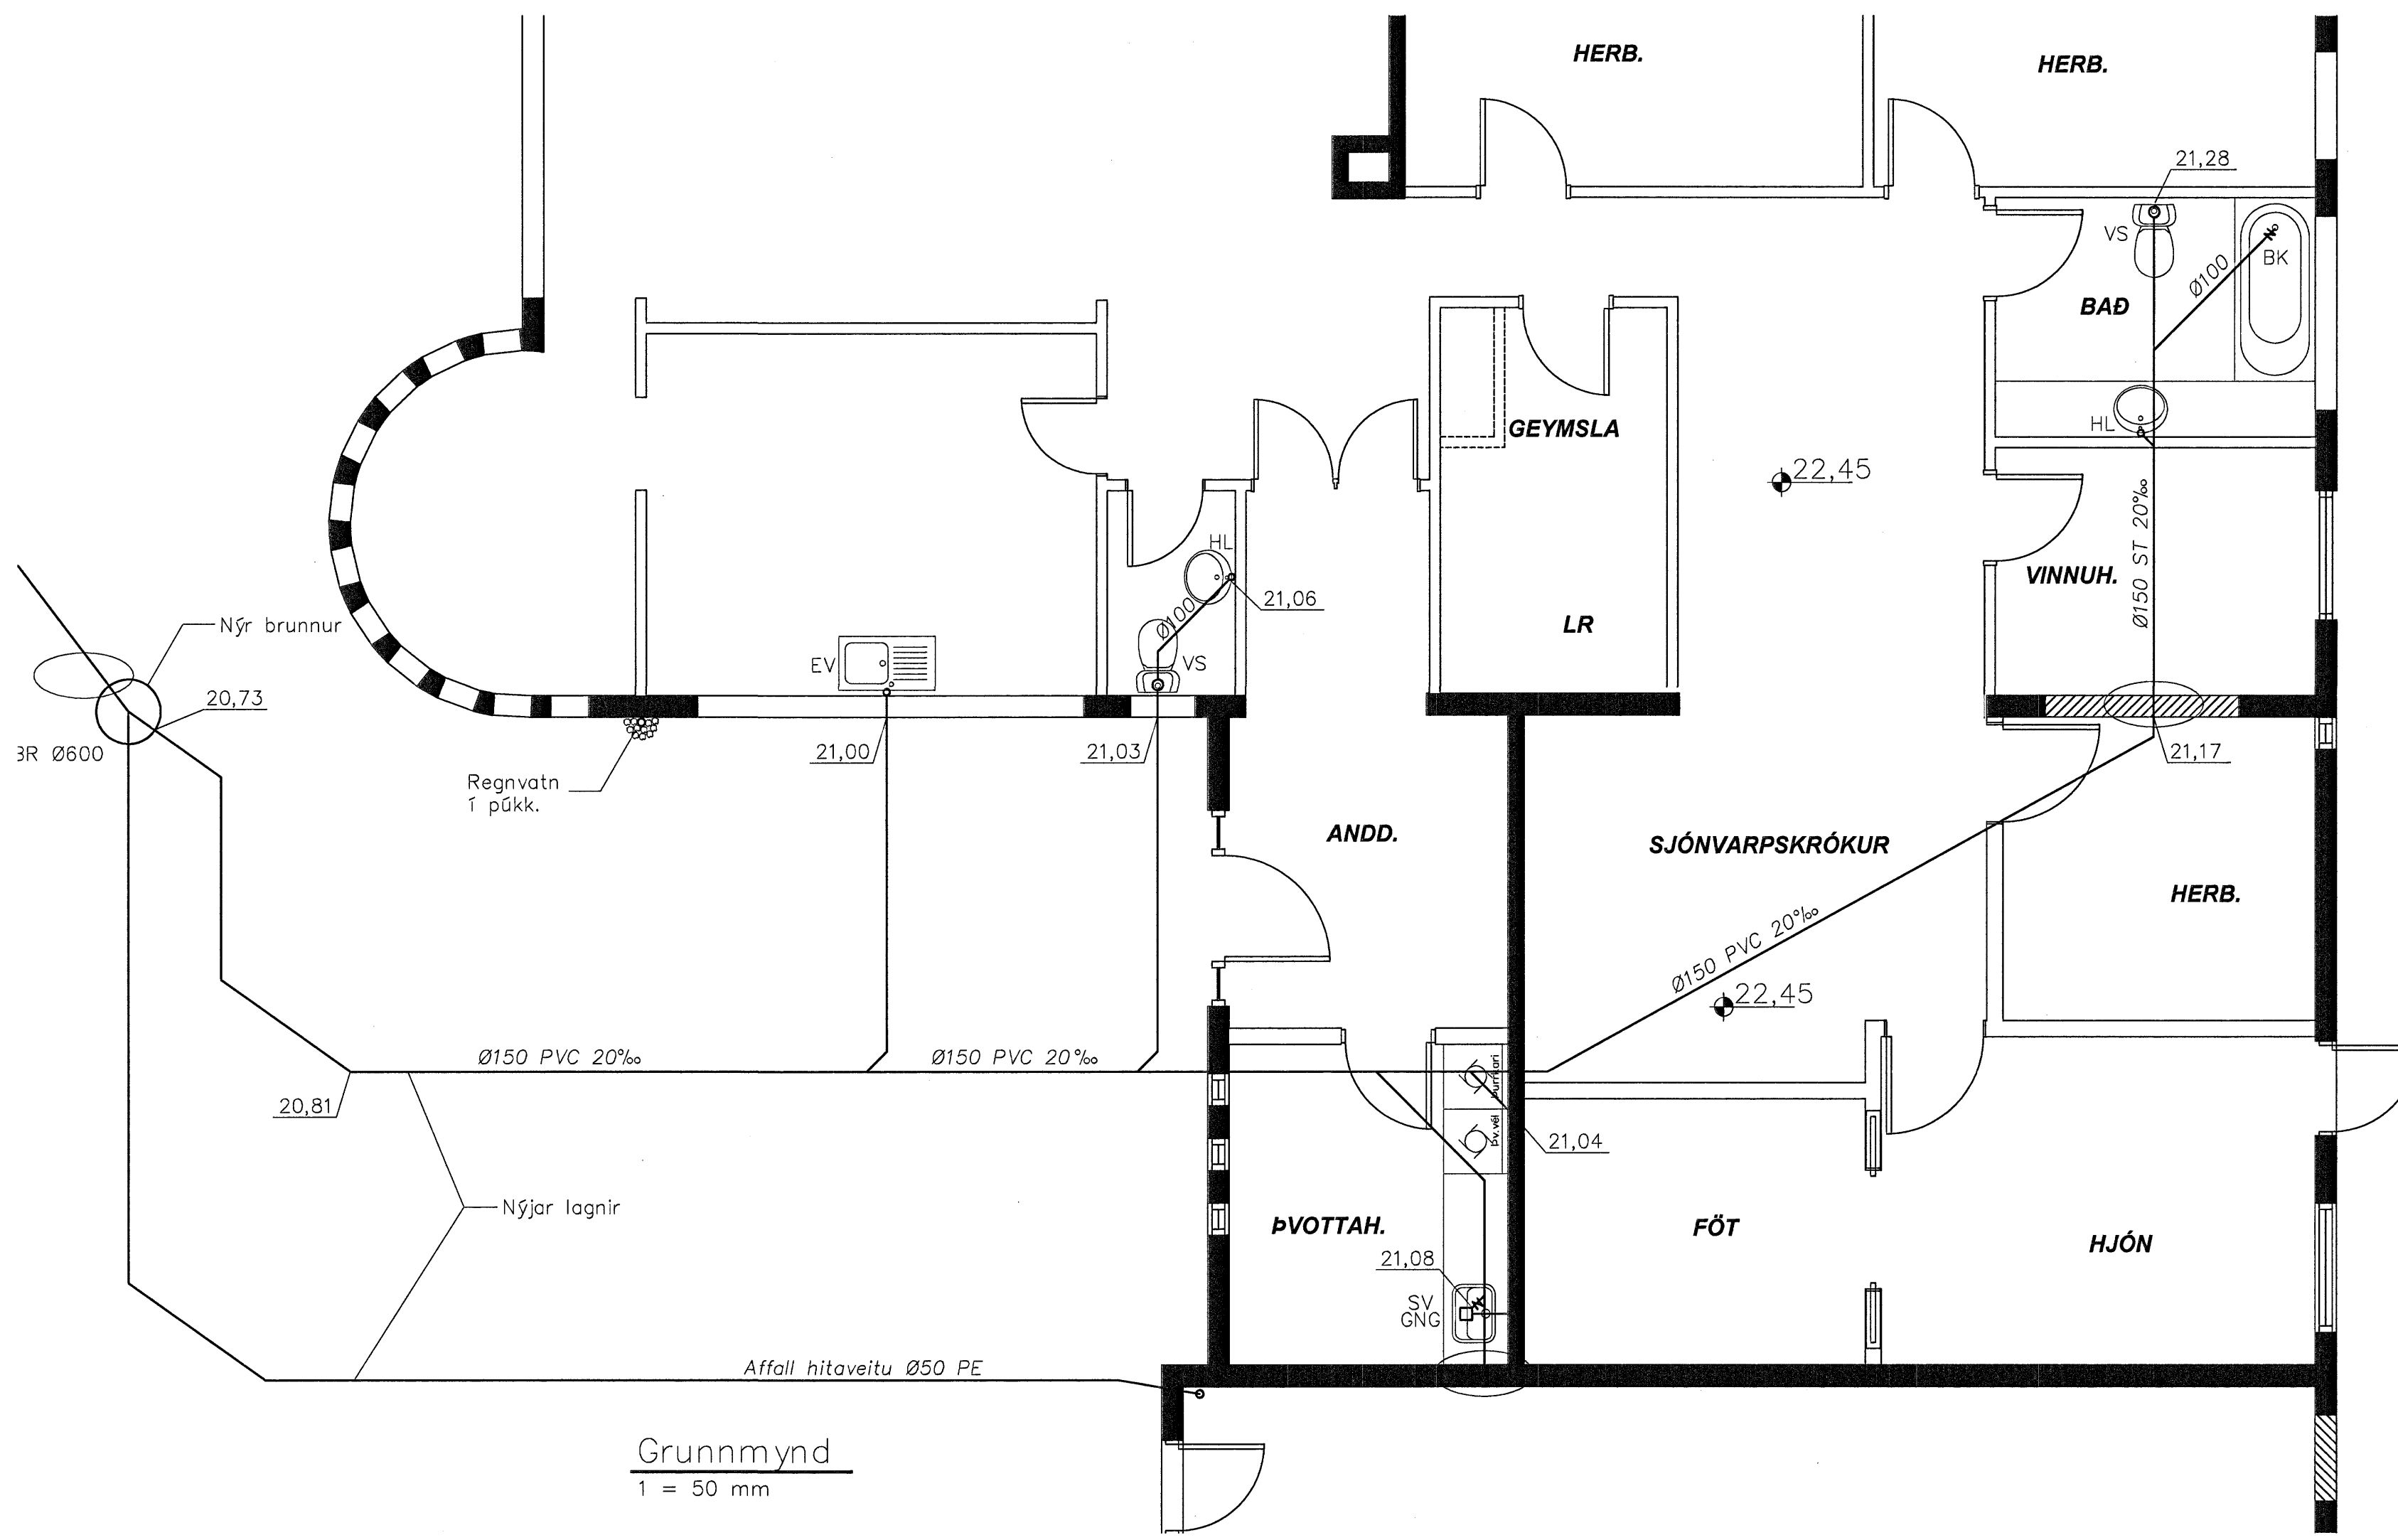 HERB.
HERB.
21,28
VS
BK
Ø100
BAÐ
HL
GEYMSLA
22,45
HL
21,06
Ø100
VS
EV
LR
VINNUH.
Ø150 ST 20‰
Nýr brunnur
20,73
BR Ø600
Regnvatn
í púkk.
21,00
21,03
21,17
ANDD.
SJÓNVARPSKRÓKUR
HERB.
Ø150 PVC 20‰
22,45
Ø150 PVC 20‰
Ø150 PVC 20‰
Þurrkari
Þv.vél
20,81
21,04
Nýjar lagnir
ÞVOTTAH.
FÖT
HJÓN
21,08
SV
GNG
Affall hitaveitu Ø50 PE
Grunnmynd
1 = 50 mm